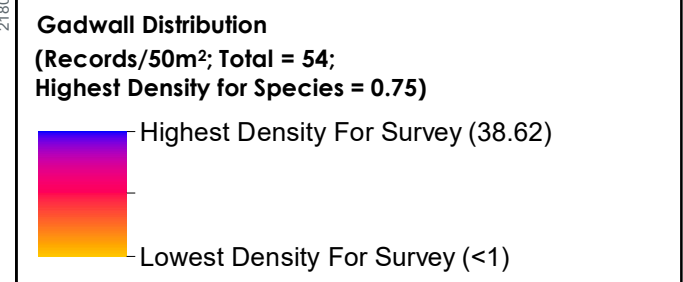 2180
Gadwall Distribution
(Records/50m²; Total = 54;
Highest Density for Species = 0.75)
Highest Density For Survey (38.62)
Lowest Density For Survey (<1)